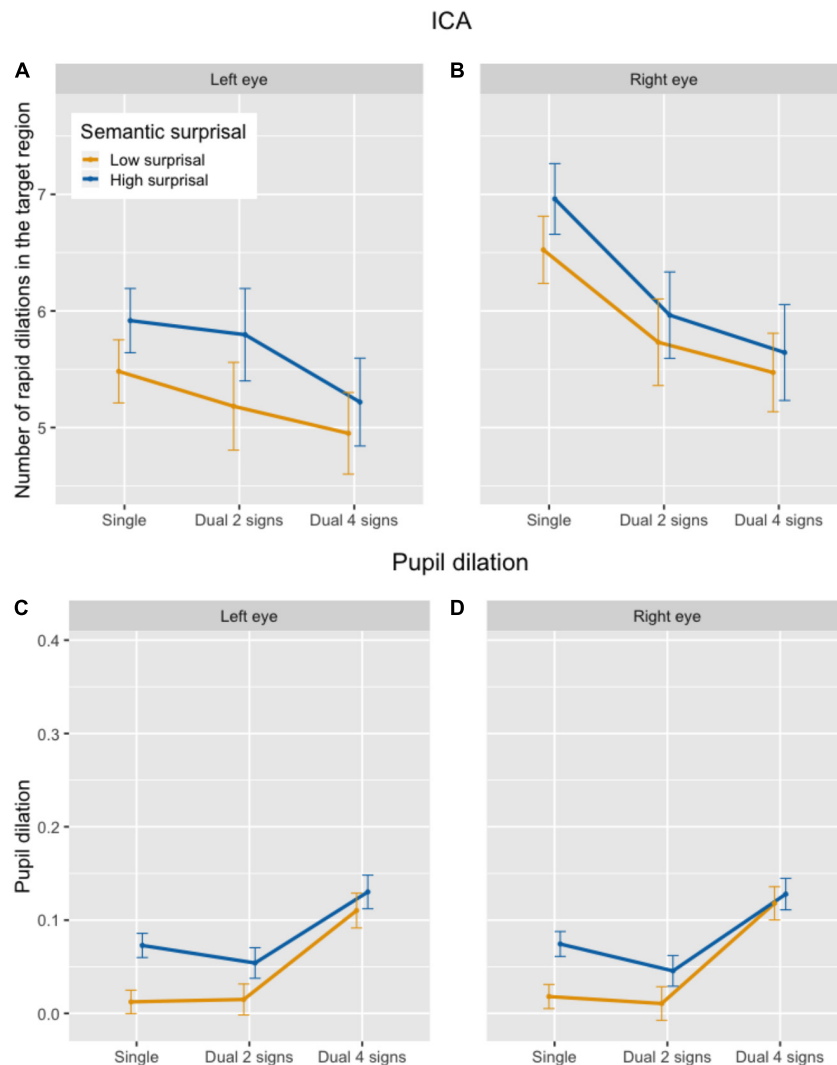 ICA
A
Left eye
B
Right eye
Number of rapid dilations in the target region
Semantic surprisal
Low surprisal
High surprisal
7
6
5
Single Dual 2 signs Dual 4 signs
Single Dual 2 signs Dual 4 signs
Pupil dilation
C
Left eye
D
Right eye
Pupil dilation
0.4
0.3
0.2
0.1
0.0
Single Dual 2 signs Dual 4 signs
Single Dual 2 signs Dual 4 signs